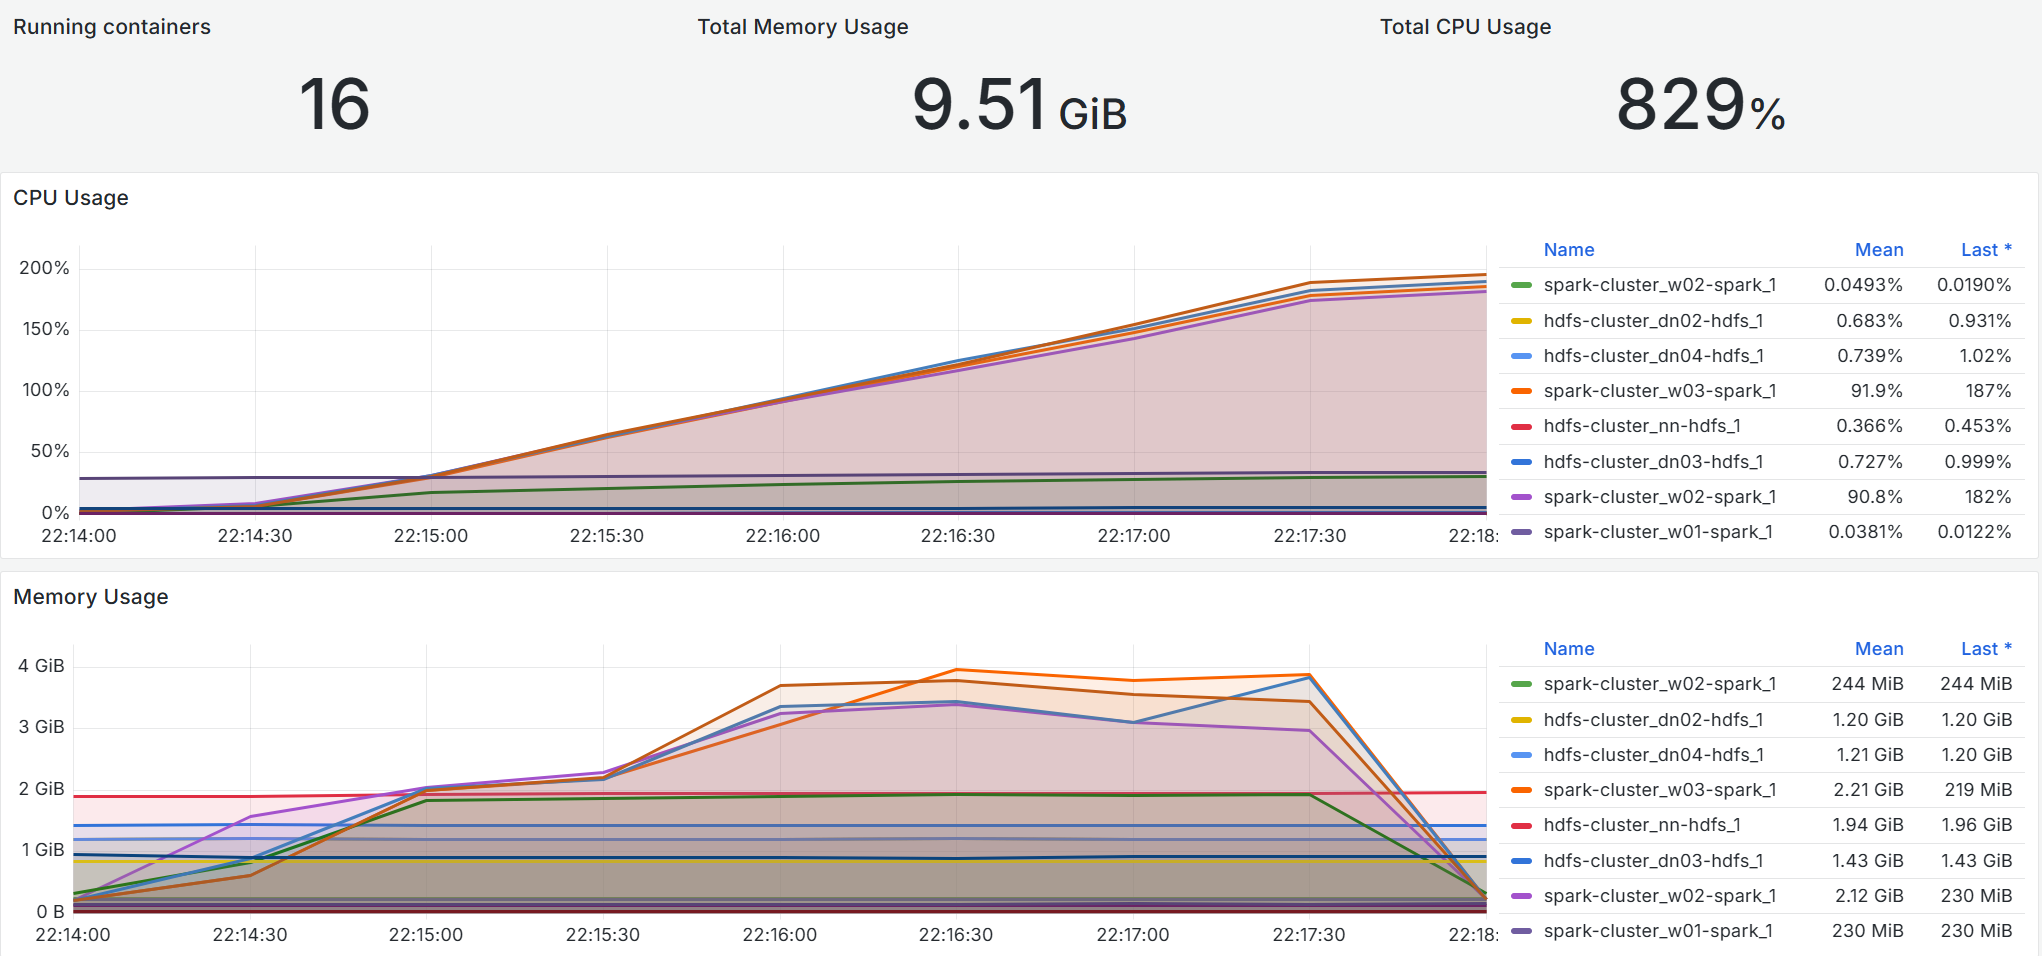 Running containers
Total Memory Usage
Total CPU Usage
16
9.51 GiB
829%
CPU Usage
200%
150%
100%
50%
0%
22:14:00 22:14:30 22:15:00 22:15:30 22:16:00 22:16:30 22:17:00 22:17:30 22:18:
Name Mean Last *
spark-cluster_w02-spark_1 0.0493% 0.0190%
hdfs-cluster_dn02-hdfs_1 0.683% 0.931%
hdfs-cluster_dn04-hdfs_1 0.739% 1.02%
spark-cluster_w03-spark_1 91.9% 187%
hdfs-cluster_nn-hdfs_1 0.366% 0.453%
hdfs-cluster_dn03-hdfs_1 0.727% 0.999%
spark-cluster_w02-spark_1 90.8% 182%
spark-cluster_w01-spark_1 0.0381% 0.0122%
Memory Usage
4 GiB
3 GiB
2 GiB
1 GiB
0 B
22:14:00 22:14:30 22:15:00 22:15:30 22:16:00 22:16:30 22:17:00 22:17:30 22:18:
Name Mean Last *
spark-cluster_w02-spark_1 244 MiB 244 MiB
hdfs-cluster_dn02-hdfs_1 1.20 GiB 1.20 GiB
hdfs-cluster_dn04-hdfs_1 1.21 GiB 1.20 GiB
spark-cluster_w03-spark_1 2.21 GiB 219 MiB
hdfs-cluster_nn-hdfs_1 1.94 GiB 1.96 GiB
hdfs-cluster_dn03-hdfs_1 1.43 GiB 1.43 GiB
spark-cluster_w02-spark_1 2.12 GiB 230 MiB
spark-cluster_w01-spark_1 230 MiB 230 MiB